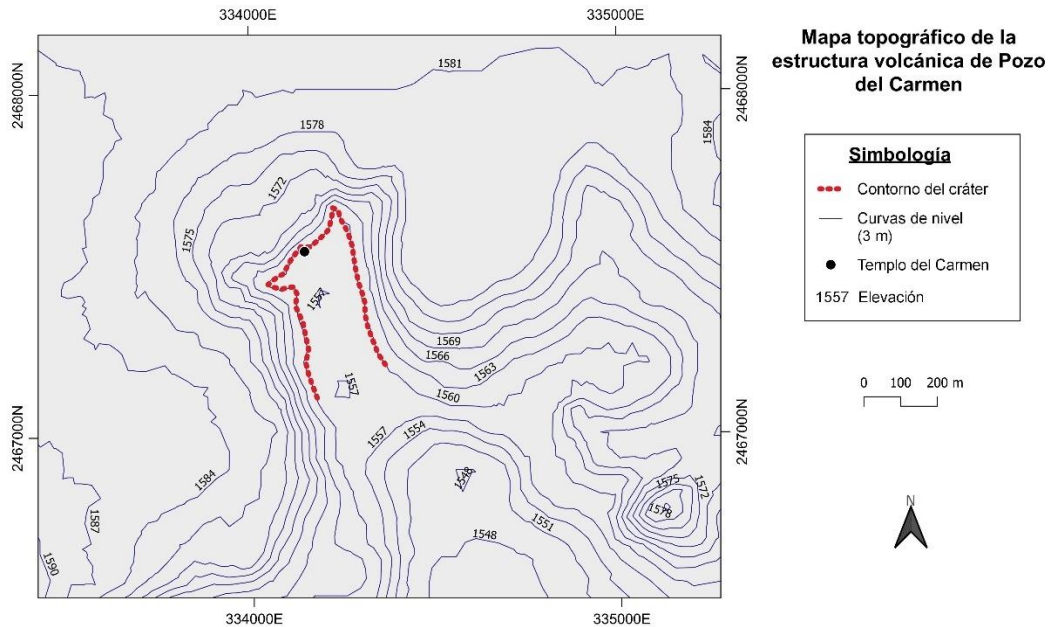 334000E
335000E
2468000N
2468000N
1581
1584
1578
1572
1575
1557
1569
1566
1563
1560
1557
1557
1554
1548
2467000N
2467000N
1584
1587
1590
1551
1548
1575
1572
1578
334000E
335000E
Mapa topográfico de la
estructura volcánica de Pozo
del Carmen
Simbología
Contorno del cráter
Curvas de nivel
(3 m)
Templo del Carmen
1557 Elevación
0 100 200 m
N